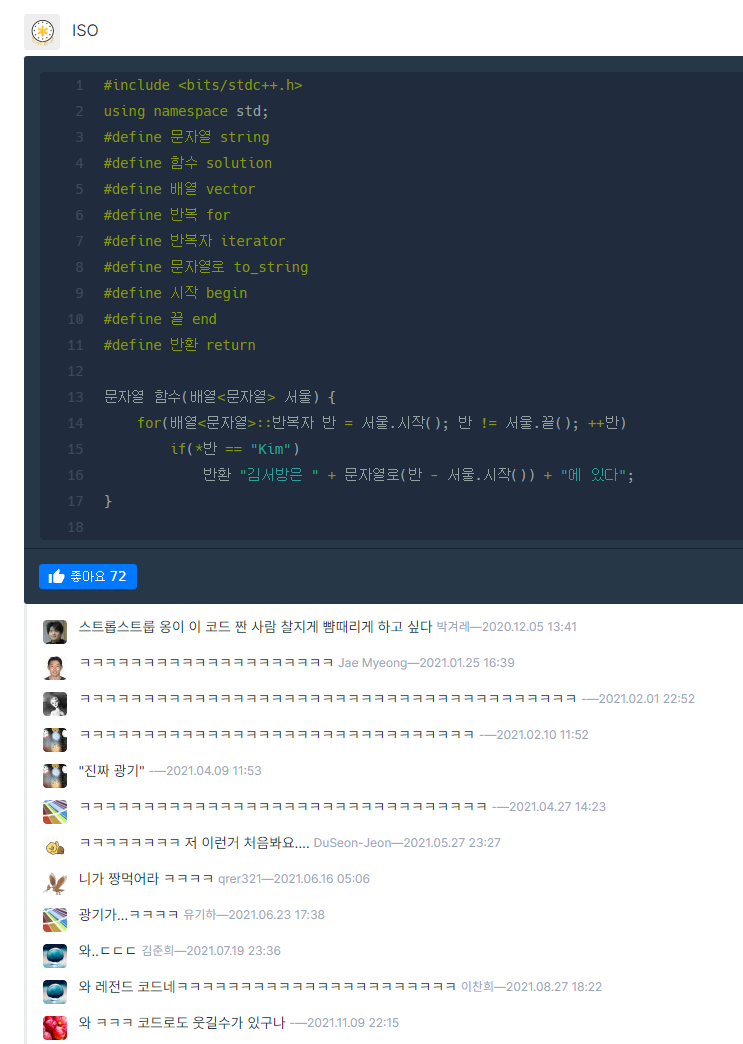 ISO
1 #include <bits/stdc++.h>
2 using namespace std;
3 #define 문자열 string
4 #define 함수 solution
5 #define 배열 vector
6 #define 반복 for
7 #define 반복자 iterator
8 #define 문자열로 to_string
9 #define 시작 begin
10 #define 끝 end
11 #define 반환 return
12
13 문자열 함수(배열<문자열> 서울) {
14 for(배열<문자열>::반복자 반 = 서울.시작(); 반 != 서울.끝(); ++반)
15 if(*반 == "Kim")
16 반환 "김서방은 " + 문자열로(반 - 서울.시작()) + "에 있다";
17 }
18
좋아요 72
스트롭스트룹 옹이 이 코드 짠 사람 찰지게 뺨때리게 하고 싶다 박겨레—2020.12.05 13:41
ㅋㅋㅋㅋㅋㅋㅋㅋㅋㅋㅋㅋㅋㅋㅋㅋㅋㅋㅋㅋ Jae Myeong—2021.01.25 16:39
ㅋㅋㅋㅋㅋㅋㅋㅋㅋㅋㅋㅋㅋㅋㅋㅋㅋㅋㅋㅋㅋㅋㅋㅋㅋㅋㅋㅋㅋㅋㅋㅋㅋㅋㅋㅋㅋㅋㅋ -—2021.02.01 22:52
ㅋㅋㅋㅋㅋㅋㅋㅋㅋㅋㅋㅋㅋㅋㅋㅋㅋㅋㅋㅋㅋㅋㅋㅋㅋㅋㅋㅋㅋㅋㅋ -—2021.02.10 11:52
"진짜 광기" -—2021.04.09 11:53
ㅋㅋㅋㅋㅋㅋㅋㅋㅋㅋㅋㅋㅋㅋㅋㅋㅋㅋㅋㅋㅋㅋㅋㅋㅋㅋㅋㅋㅋㅋㅋㅋ -—2021.04.27 14:23
ㅋㅋㅋㅋㅋㅋㅋㅋ 저 이런거 처음봐요.... DuSeon-Jeon—2021.05.27 23:27
니가 짱먹어라 ㅋㅋㅋㅋ qrer321—2021.06.16 05:06
광기가...ㅋㅋㅋㅋ 유기하—2021.06.23 17:38
와..ㄷㄷㄷ 김준희—2021.07.19 23:36
와 레전드 코드네ㅋㅋㅋㅋㅋㅋㅋㅋㅋㅋㅋㅋㅋㅋㅋㅋㅋㅋㅋㅋㅋㅋ 이찬희—2021.08.27 18:22
와 ㅋㅋㅋ 코드로도 웃길수가 있구나 -—2021.11.09 22:15